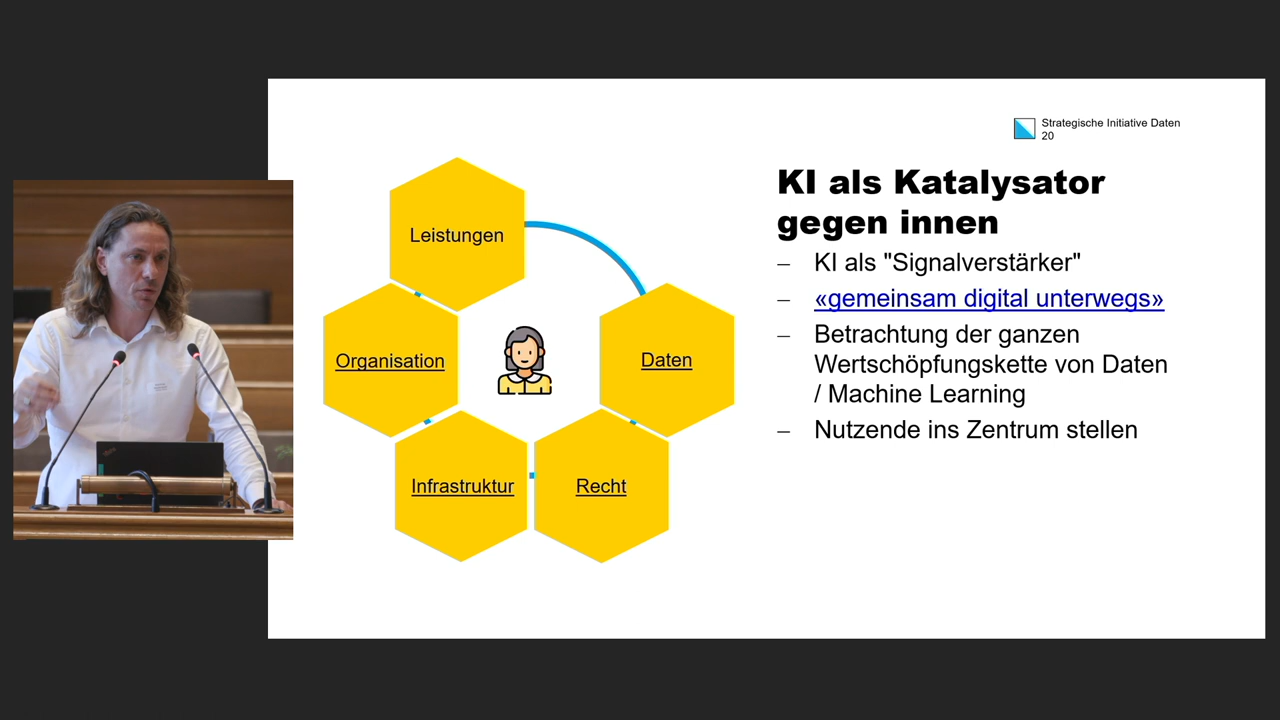 Strategische Initiative Daten
20
KI als Katalysator
gegen innen
– KI als "Signalverstärker"
– «gemeinsam digital unterwegs»
– Betrachtung der ganzen
Wertschöpfungskette von Daten
/ Machine Learning
– Nutzende ins Zentrum stellen
Leistungen
Organisation
Daten
Infrastruktur
Recht